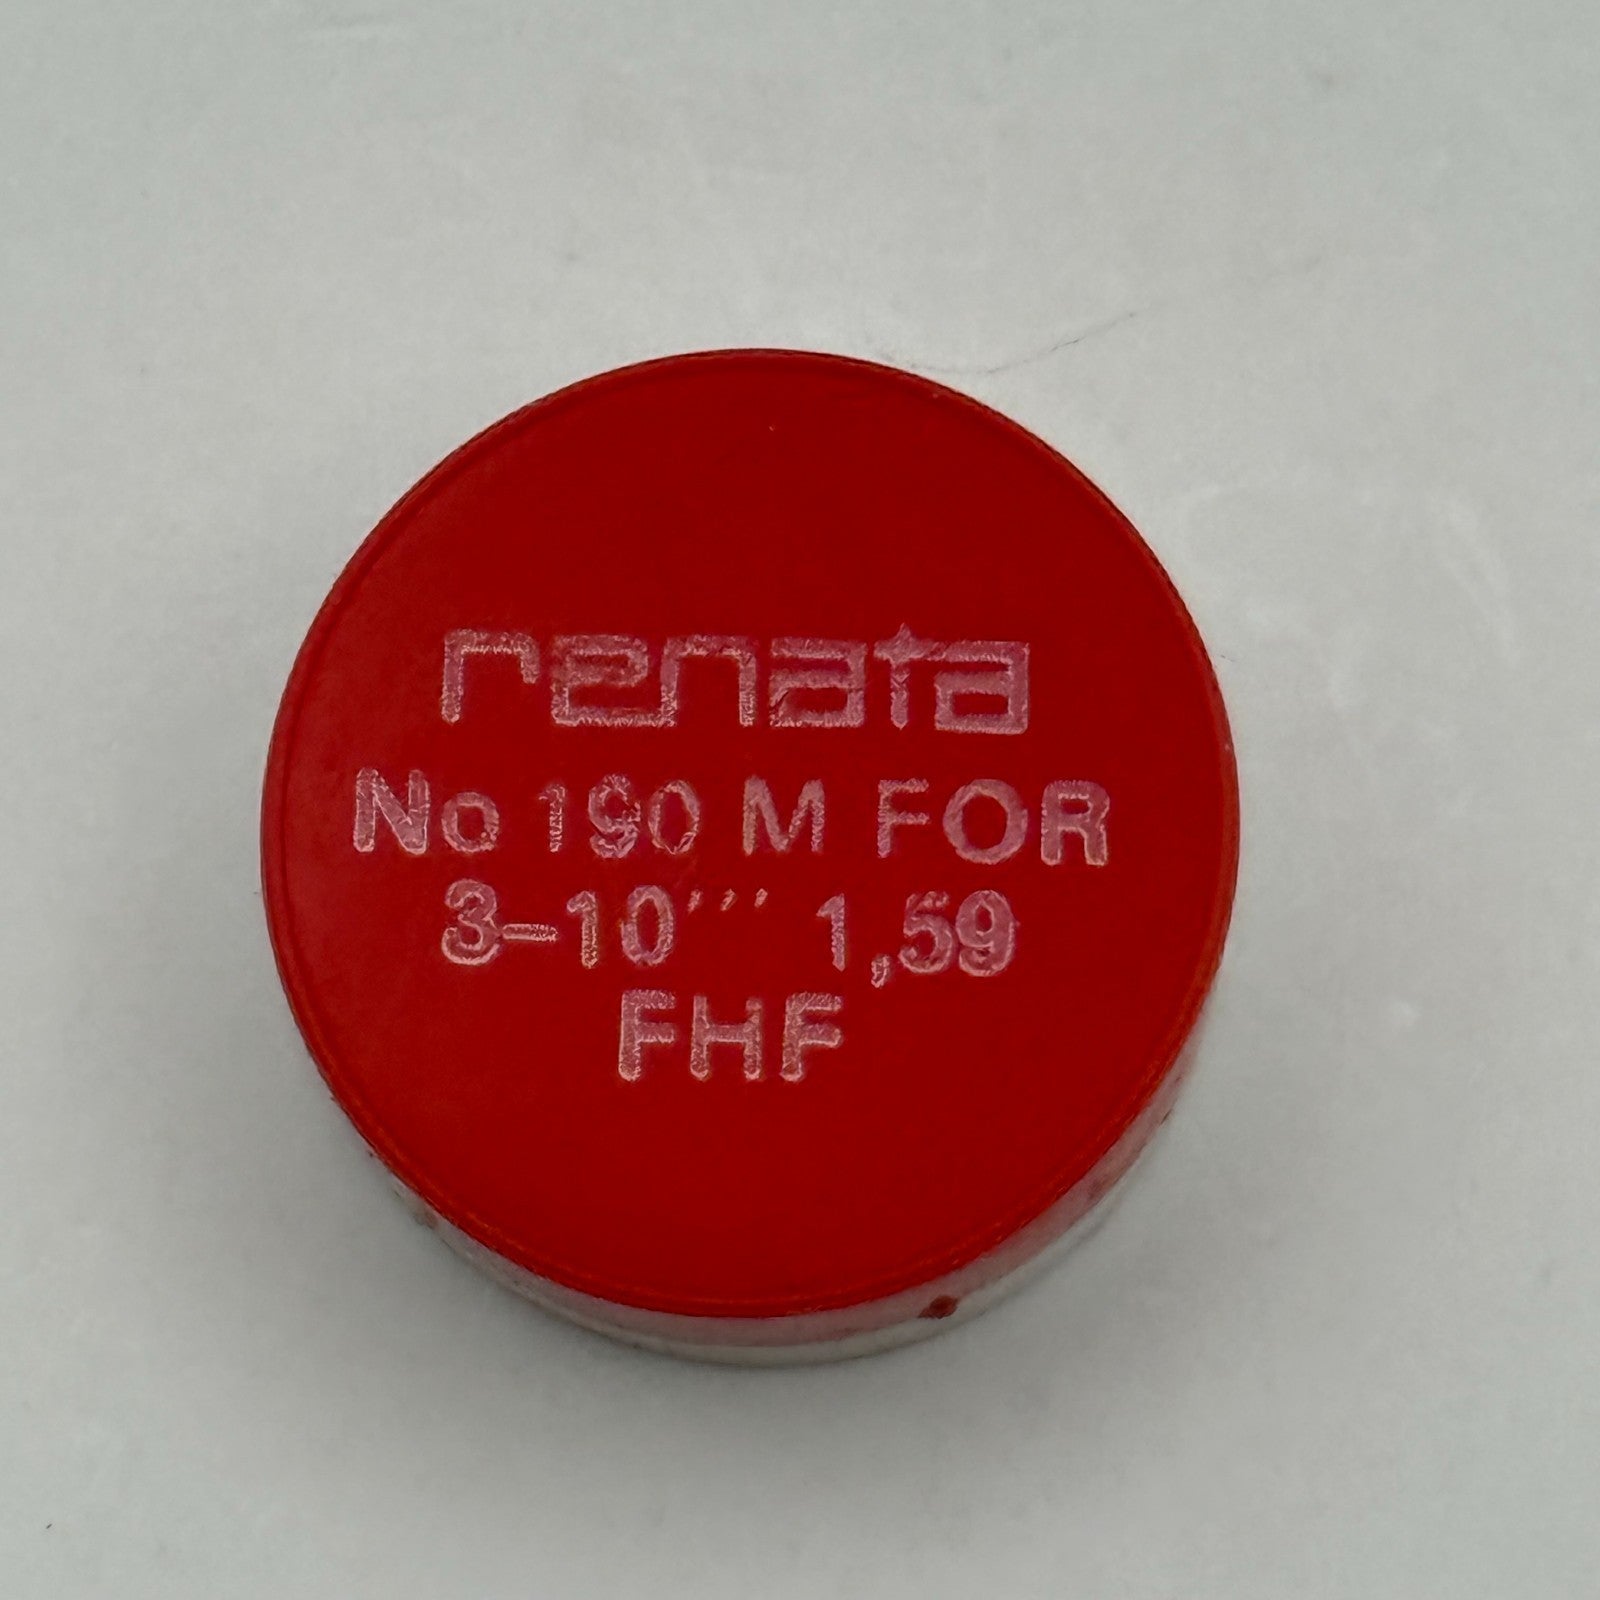 renata
No 190 M FOR
3-10''' 1,59
FHF